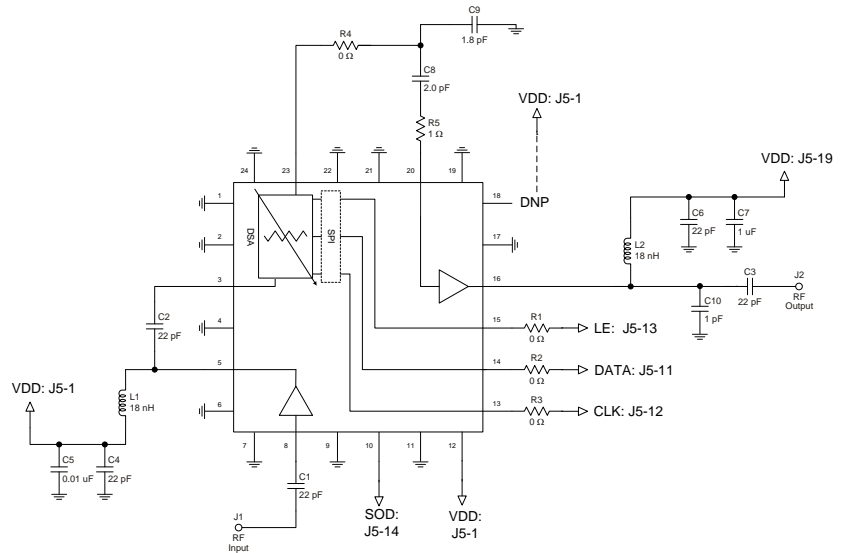 C9
1.8 pF
R4
0 Ω
C8
2.0 pF
R5
1 Ω
VDD: J5-1
VDD: J5-19
24
23
22
21
20
19
1
2
3
4
5
6
18
17
16
15
14
13
DNP
DSA
SPI
C6
22 pF
C7
1 uF
L2
18 nH
C3
22 pF
J2
RF
Output
C10
1 pF
C2
22 pF
R1
0 Ω
LE: J5-13
R2
0 Ω
DATA: J5-11
R3
0 Ω
CLK: J5-12
VDD: J5-1
L1
18 nH
C5
0.01 uF
C4
22 pF
7
8
9
10
11
12
C1
22 pF
J1
RF
Input
SOD:
J5-14
VDD:
J5-1